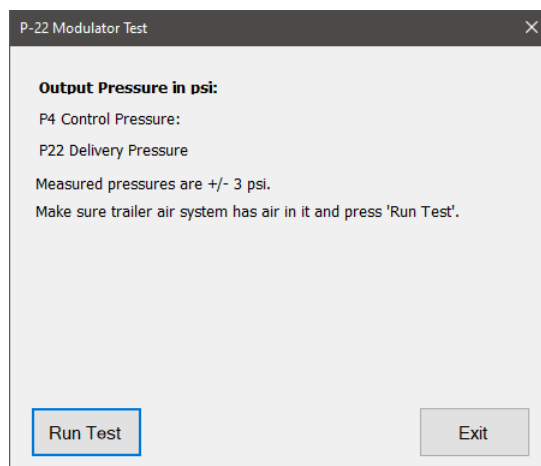 P-22 Modulator Test
Output Pressure in psi:
P4 Control Pressure:
P22 Delivery Pressure
Measured pressures are +/- 3 psi.
Make sure trailer air system has air in it and press 'Run Test'.
Run Test
Exit